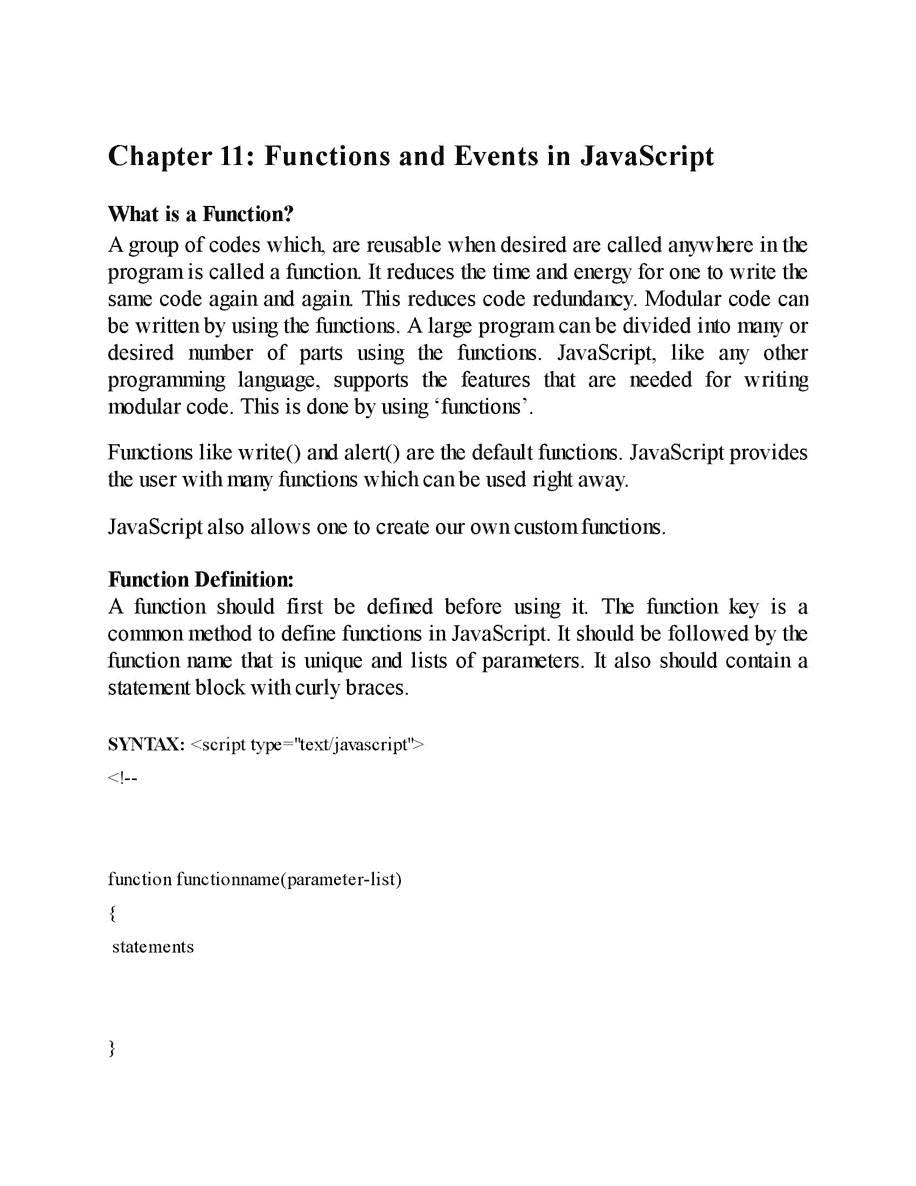 Chapter 11: Functions and Events in JavaScript
What is a Function?
A group of codes which, are reusable when desired are called anywhere in the
program is called a function. It reduces the time and energy for one to write the
same code again and again. This reduces code redundancy. Modular code can
be written by using the functions. A large program can be divided into many or
desired number of parts using the functions. JavaScript, like any other
programming language, supports the features that are needed for writing
modular code. This is done by using ‘functions’.
Functions like write() and alert() are the default functions. JavaScript provides
the user with many functions which can be used right away.
JavaScript also allows one to create our own custom functions.
Function Definition:
A function should first be defined before using it. The function key is a
common method to define functions in JavaScript. It should be followed by the
function name that is unique and lists of parameters. It also should contain a
statement block with curly braces.
SYNTAX: <script type="text/javascript">
<!--
function functionname(parameter-list)
{
statements
}